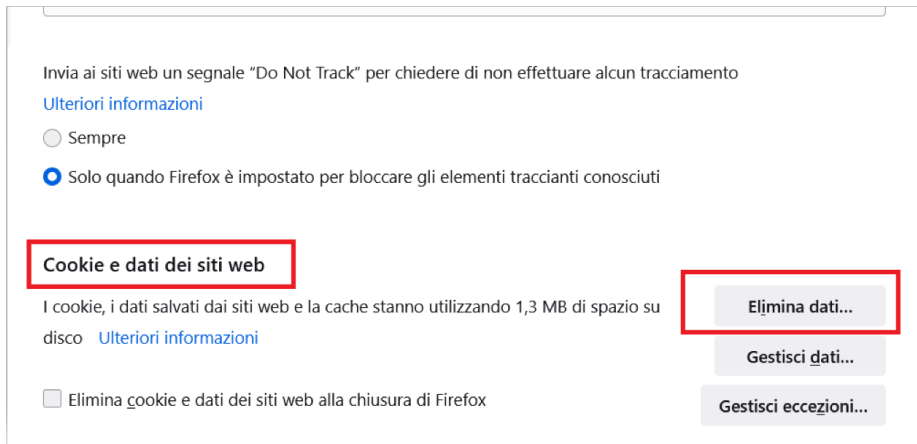 Invia ai siti web un segnale “Do Not Track” per chiedere di non effettuare alcun tracciamento
Ulteriori informazioni
Sempre
Solo quando Firefox è impostato per bloccare gli elementi traccianti conosciuti
Cookie e dati dei siti web
I cookie, i dati salvati dai siti web e la cache stanno utilizzando 1,3 MB di spazio su
disco Ulteriori informazioni
Elimina dati...
Gestisci dati...
Elimina cookie e dati dei siti web alla chiusura di Firefox
Gestisci eccezioni...